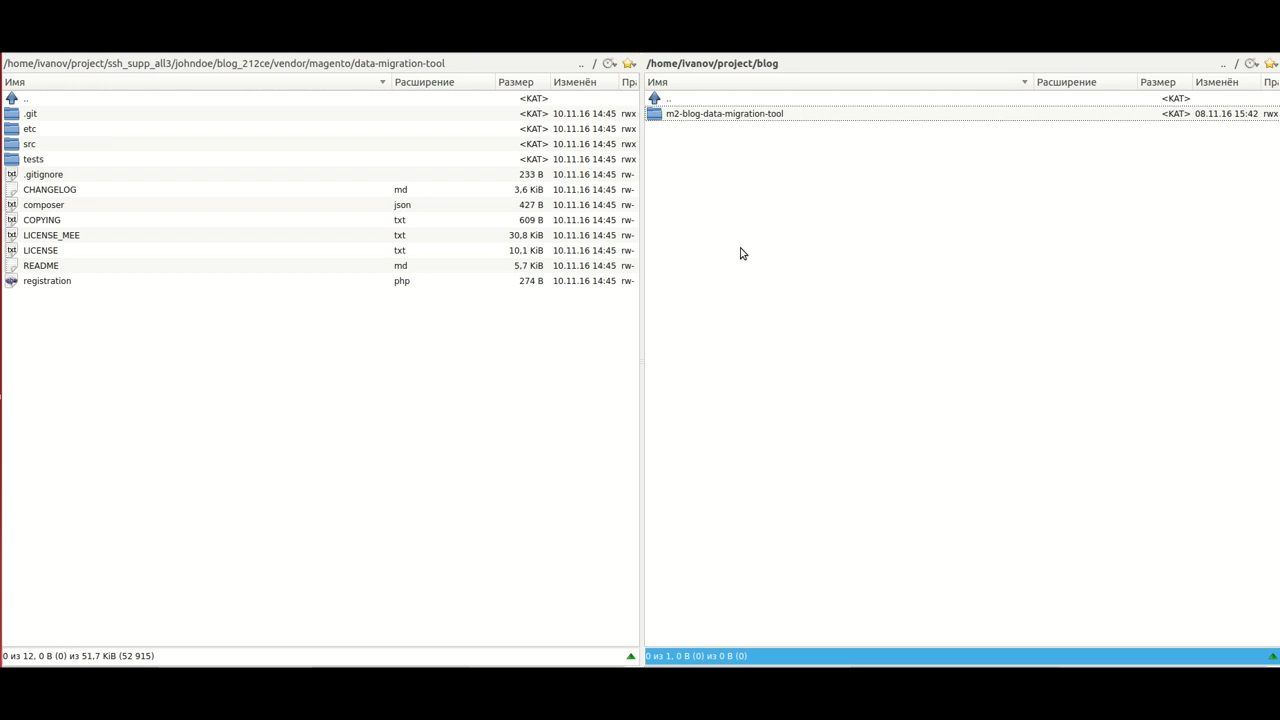 /home/ivanov/project/ssh_supp_all3/johndoe/blog_212ce/vendor/magento/data-migration-tool .. /
Имя Расширение Размер Изменён Пра
.. <КАТ>
.git <КАТ> 10.11.16 14:45 rwx
etc <КАТ> 10.11.16 14:45 rwx
src <КАТ> 10.11.16 14:45 rwx
tests <КАТ> 10.11.16 14:45 rwx
.gitignore 233 B 10.11.16 14:45 rw-
CHANGELOG md 3,6 KiB 10.11.16 14:45 rw-
composer json 427 B 10.11.16 14:45 rw-
COPYING txt 609 B 10.11.16 14:45 rw-
LICENSE_MEE txt 30,8 KiB 10.11.16 14:45 rw-
LICENSE txt 10,1 KiB 10.11.16 14:45 rw-
README md 5,7 KiB 10.11.16 14:45 rw-
registration php 274 B 10.11.16 14:45 rw-
0 из 12, 0 B (0) из 51,7 KiB (52 915)
/home/ivanov/project/blog .. /
Имя Расширение Размер Изменён Пра
.. <КАТ>
m2-blog-data-migration-tool <КАТ> 08.11.16 15:42 rwx
0 из 1, 0 B (0) из 0 B (0)